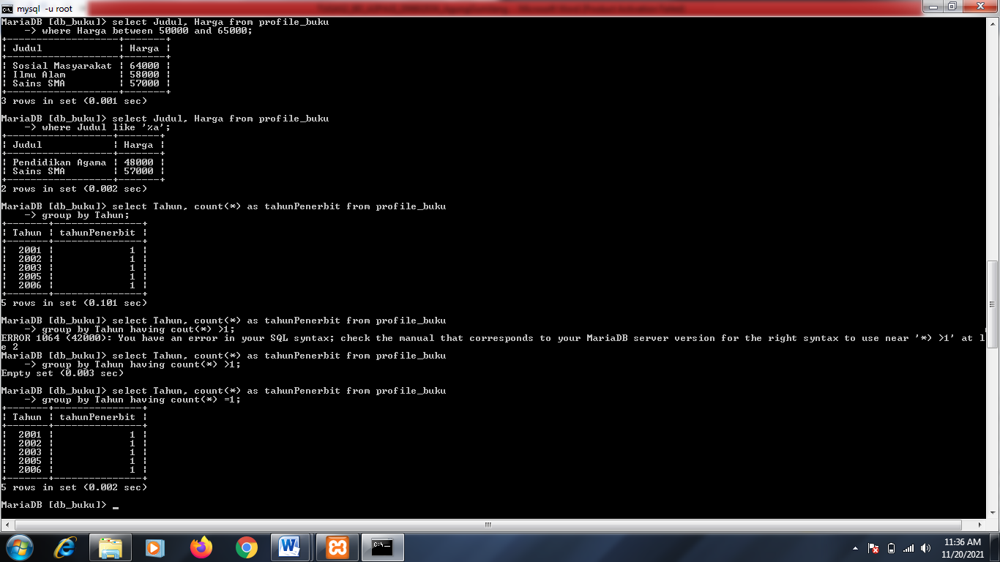 mysql -u root
MariaDB [db_buku]> select Judul, Harga from profile_buku
    -> where Harga between 50000 and 65000;
+-------------------+-------+
| Judul             | Harga |
+-------------------+-------+
| Sosial Masyarakat | 64000 |
| Ilmu Alam         | 58000 |
| Sains SMA         | 57000 |
+-------------------+-------+
3 rows in set (0.001 sec)
MariaDB [db_buku]> select Judul, Harga from profile_buku
    -> where Judul like '%a';
+------------------+-------+
| Judul            | Harga |
+------------------+-------+
| Pendidikan Agama | 48000 |
| Sains SMA        | 57000 |
+------------------+-------+
2 rows in set (0.002 sec)
MariaDB [db_buku]> select Tahun, count(*) as tahunPenerbit from profile_buku
    -> group by Tahun;
+-------+---------------+
| Tahun | tahunPenerbit |
+-------+---------------+
|  2001 |             1 |
|  2002 |             1 |
|  2003 |             1 |
|  2005 |             1 |
|  2006 |             1 |
+-------+---------------+
5 rows in set (0.101 sec)
MariaDB [db_buku]> select Tahun, count(*) as tahunPenerbit from profile_buku
    -> group by Tahun having cout(*) >1;
ERROR 1064 (42000): You have an error in your SQL syntax; check the manual that corresponds to your MariaDB server version for the right syntax to use near '*) >1' at l
e 2
MariaDB [db_buku]> select Tahun, count(*) as tahunPenerbit from profile_buku
    -> group by Tahun having count(*) >1;
Empty set (0.003 sec)
MariaDB [db_buku]> select Tahun, count(*) as tahunPenerbit from profile_buku
    -> group by Tahun having count(*) =1;
+-------+---------------+
| Tahun | tahunPenerbit |
+-------+---------------+
|  2001 |             1 |
|  2002 |             1 |
|  2003 |             1 |
|  2005 |             1 |
|  2006 |             1 |
+-------+---------------+
5 rows in set (0.002 sec)
MariaDB [db_buku]> _
11:36 AM
11/20/2021